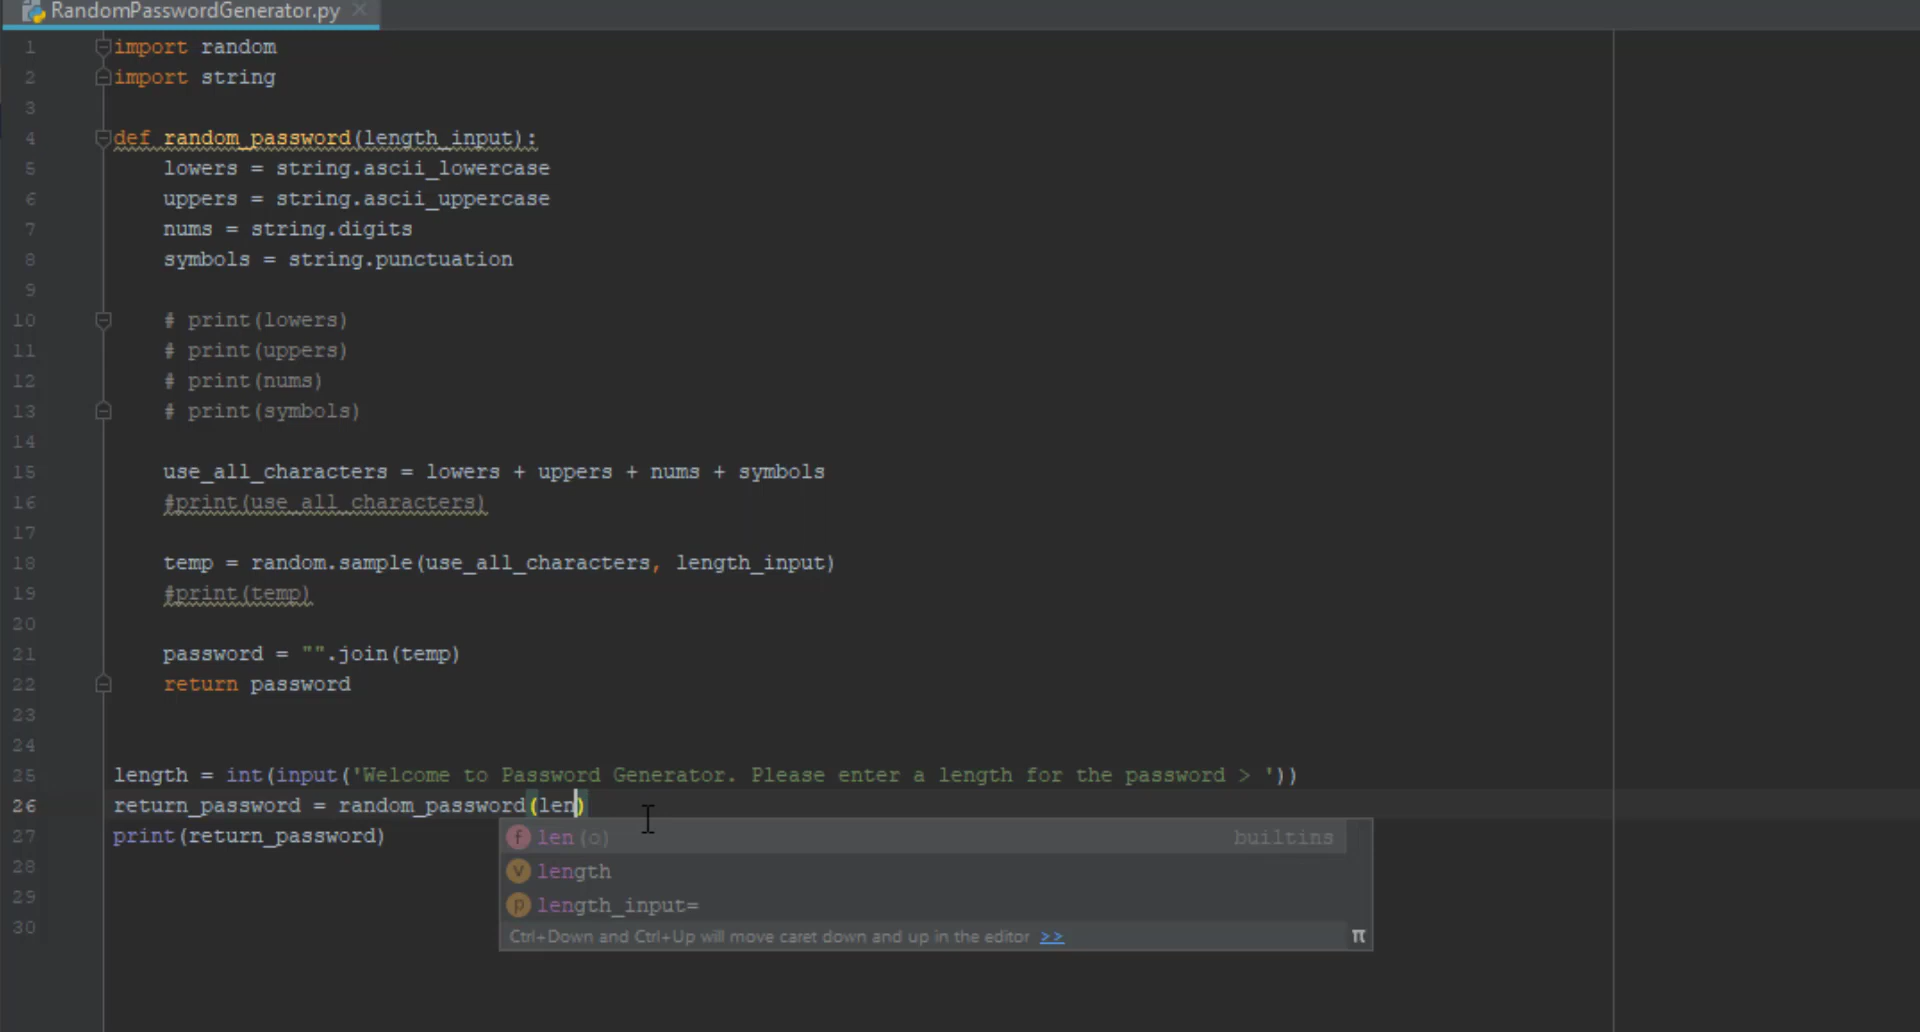 RandomPasswordGenerator.py
1 import random
2 import string
3
4 def random_password(length_input):
5     lowers = string.ascii_lowercase
6     uppers = string.ascii_uppercase
7     nums = string.digits
8     symbols = string.punctuation
9
10     # print(lowers)
11     # print(uppers)
12     # print(nums)
13     # print(symbols)
14
15     use_all_characters = lowers + uppers + nums + symbols
16     #print(use_all_characters)
17
18     temp = random.sample(use_all_characters, length_input)
19     #print(temp)
20
21     password = "".join(temp)
22     return password
23
24
25 length = int(input('Welcome to Password Generator. Please enter a length for the password > '))
26 return_password = random_password(len)
27 print(return_password)
f len(o) builtins
28
v length
29
p length_input=
30
Ctrl+Down and Ctrl+Up will move caret down and up in the editor >> π